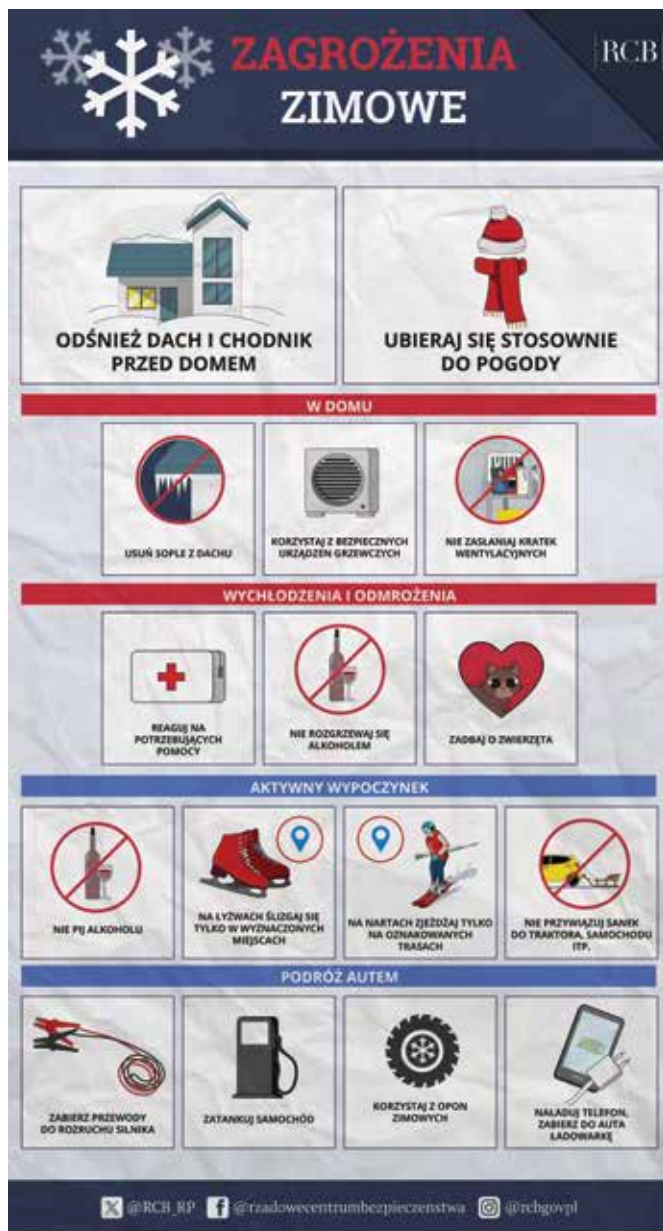 ZAGROŻENIA
ZIMOWE
RCB
ODŚNIEŻ DACH I CHODNIK
PRZED DOMEM
UBIERAJ SIĘ STOSOWNIE
DO POGODY
W DOMU
USUŃ SOPLE Z DACHU
KORZYSTAJ Z BEZPIECZNYCH
URZĄDZEŃ GRZEWCZYCH
NIE ZASŁANIAJ KRATEK
WENTYLACYJNYCH
WYCHŁODZENIA I ODMROŻENIA
REAGUJ NA
POTRZEBUJĄCYCH
POMOCY
NIE ROZGRZEWAJ SIĘ
ALKOHOLEM
ZADBAJ O ZWIERZĘTA
AKTYWNY WYPOCZYNEK
NIE PIJ ALKOHOLU
NA ŁYŻWACH ŚLIZGAJ SIĘ
TYLKO W WYZNACZONYCH
MIEJSCACH
NA NARTACH ZJEŻDŻAJ TYLKO
NA OZNAKOWANYCH
TRASACH
NIE PRZYWIĄZUJ SANEK
DO TRAKTORA, SAMOCHODU
ITP.
PODRÓŻ AUTEM
ZABIERZ PRZEWODY
DO ROZRUCHU SILNIKA
ZATANKUJ SAMOCHÓD
KORZYSTAJ Z OPON
ZIMOWYCH
NAŁADUJ TELEFON,
ZABIERZ DO AUTA
ŁADOWARKĘ
@RCB_RP
@rzadowecentrumbezpieczenstwa
@rcbgovpl